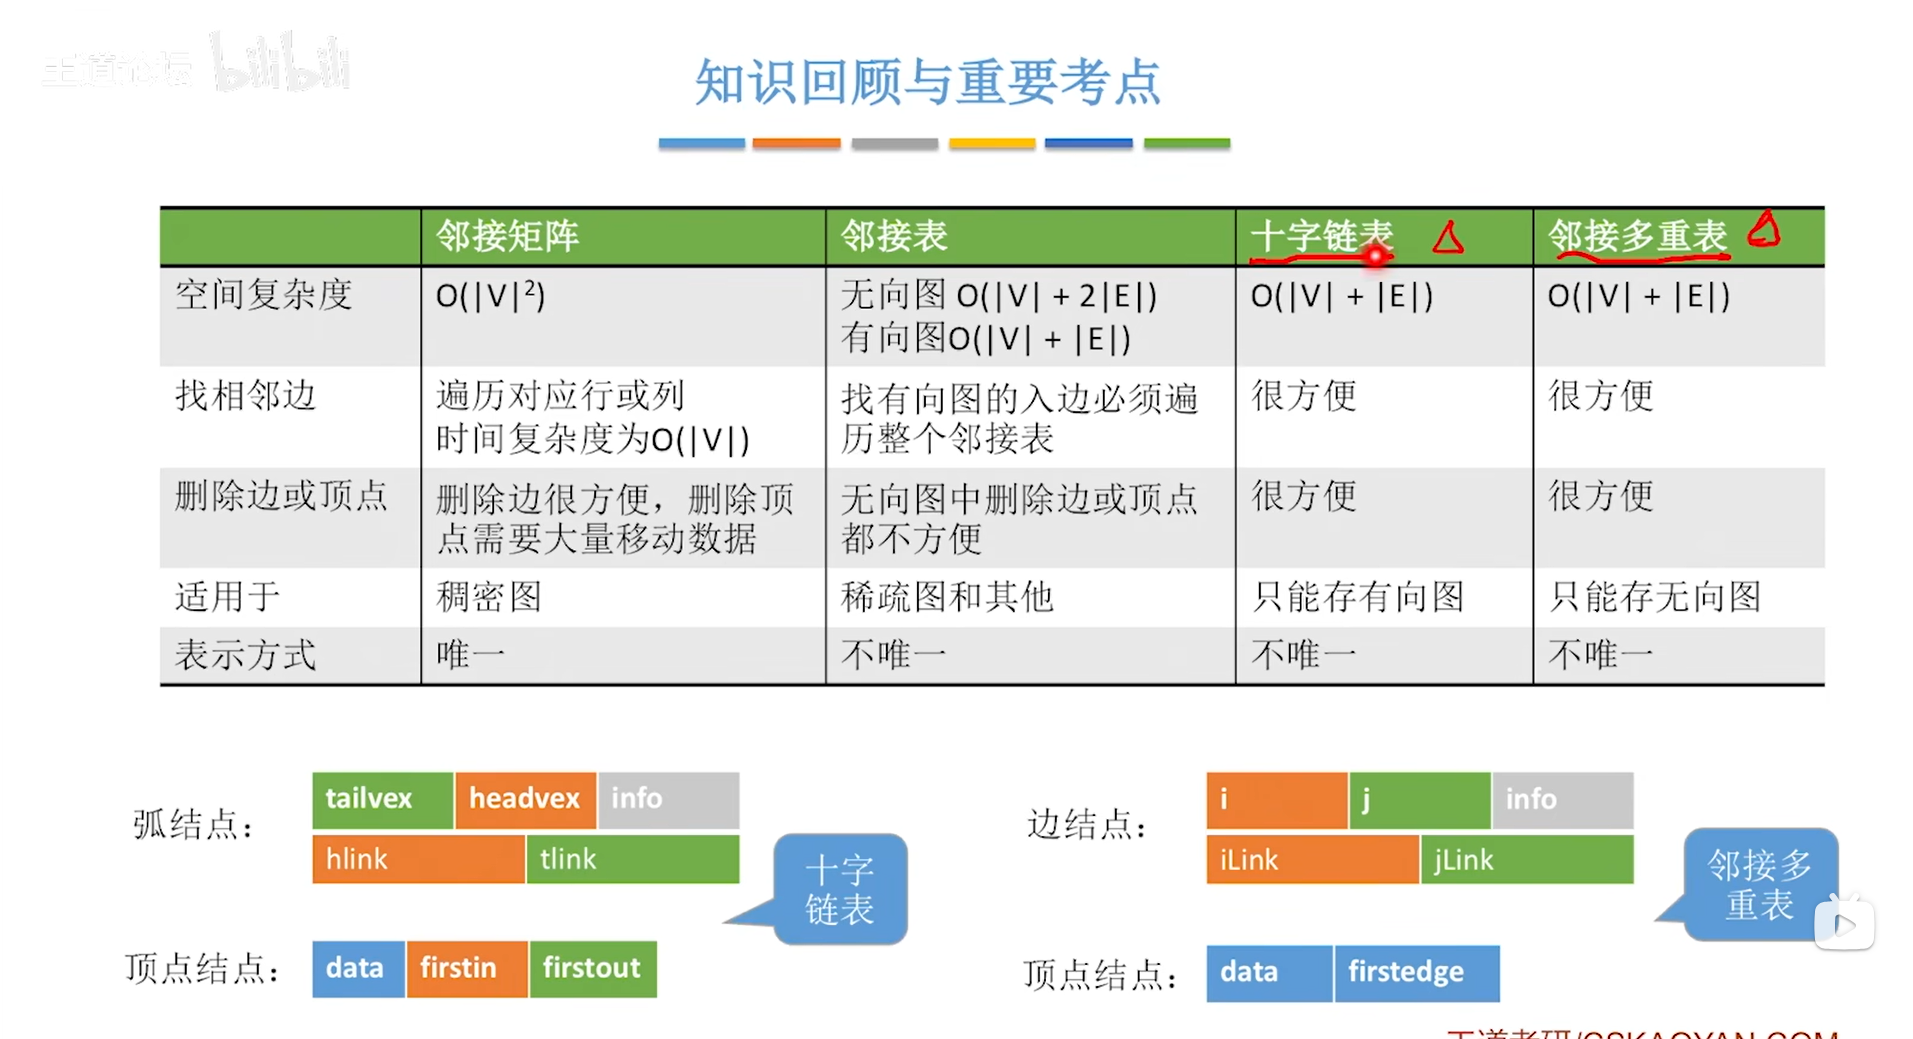 王道论坛 bilibili
知识回顾与重要考点
邻接矩阵 邻接表 十字链表 邻接多重表
空间复杂度 O(|V|²) 无向图 O(|V| + 2|E|) O(|V| + |E|) O(|V| + |E|)
有向图O(|V| + |E|)
找相邻边 遍历对应行或列 找有向图的入边必须遍 很方便 很方便
时间复杂度为O(|V|) 历整个邻接表
删除边或顶点 删除边很方便，删除顶 无向图中删除边或顶点 很方便 很方便
点需要大量移动数据 都不方便
适用于 稠密图 稀疏图和其他 只能存有向图 只能存无向图
表示方式 唯一 不唯一 不唯一 不唯一
弧结点：
tailvex headvex info
hlink tlink
十字
链表
顶点结点：
data firstin firstout
边结点：
i j info
iLink jLink
邻接多
重表
顶点结点：
data firstedge
王道考研/CSKAOYAN.COM